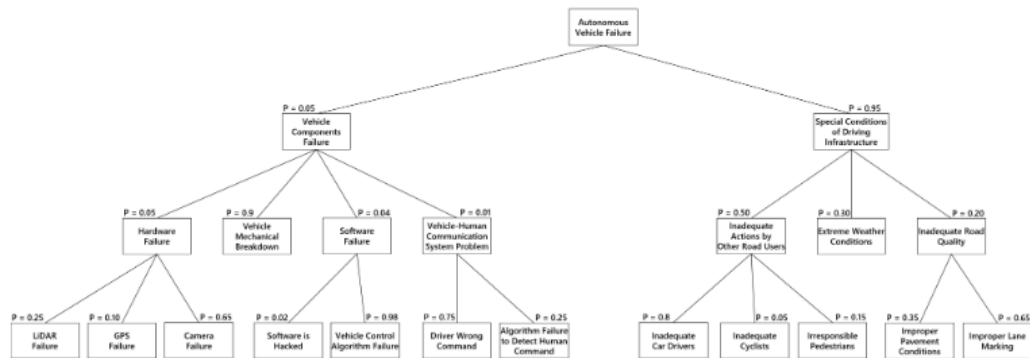 Autonomous
Vehicle Failure
P = 0.05
P = 0.95
Vehicle
Components
Failure
Special Conditions
of Driving
Infrastructure
P = 0.05
P = 0.9
P = 0.04
P = 0.01
P = 0.50
P = 0.30
P = 0.20
Hardware
Failure
Vehicle
Mechanical
Breakdown
Software
Failure
Vehicle-Human
Communication
System Problem
Inadequate
Actions by
Other Road Users
Extreme Weather
Conditions
Inadequate Road
Quality
P = 0.25
P = 0.10
P = 0.65
P = 0.02
P = 0.98
P = 0.75
P = 0.25
P = 0.8
P = 0.05
P = 0.15
P = 0.35
P = 0.65
LiDAR
Failure
GPS
Failure
Camera
Failure
Software is
Hacked
Vehicle Control
Algorithm Failure
Driver Wrong
Command
Algorithm Failure
to Detect Human
Command
Inadequate
Car Drivers
Inadequate
Cyclists
Irresponsible
Pedestrians
Improper
Pavement
Conditions
Improper Lane
Marking